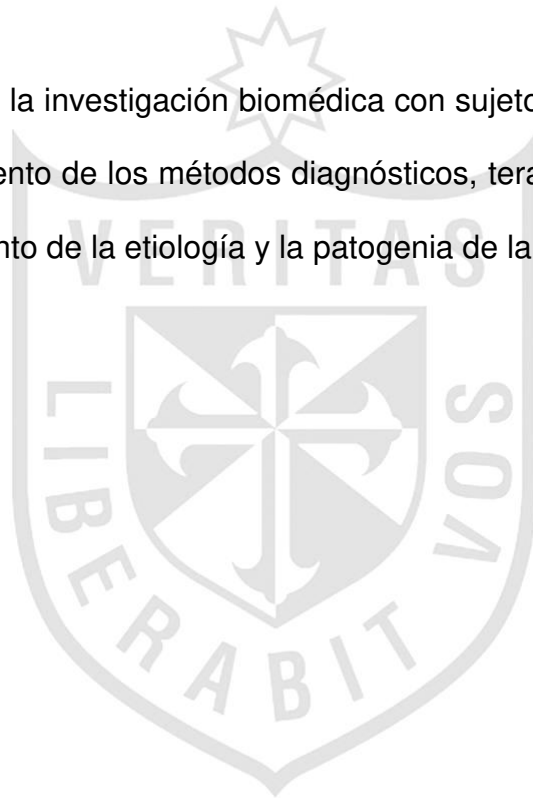 la investigación biomédica con sujeto
ento de los métodos diagnósticos, tera
nto de la etiología y la patogenia de la
VERITAS
LIBERABIT VOS